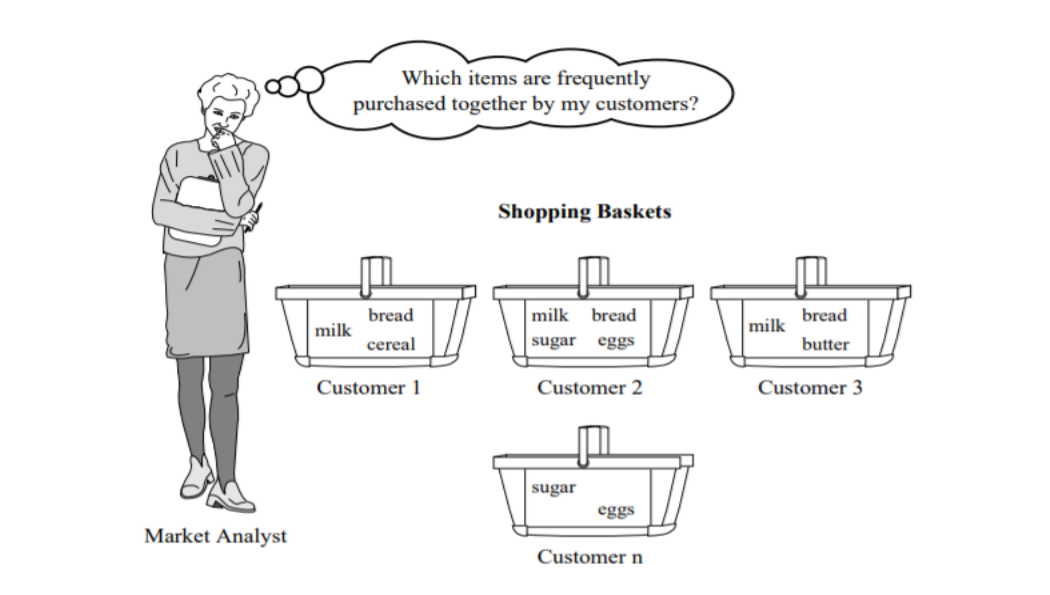 Which items are frequently
purchased together by my customers?
Shopping Baskets
milk
bread
cereal
milk bread
sugar eggs
milk
bread
butter
Customer 1
Customer 2
Customer 3
sugar
eggs
Market Analyst
Customer n